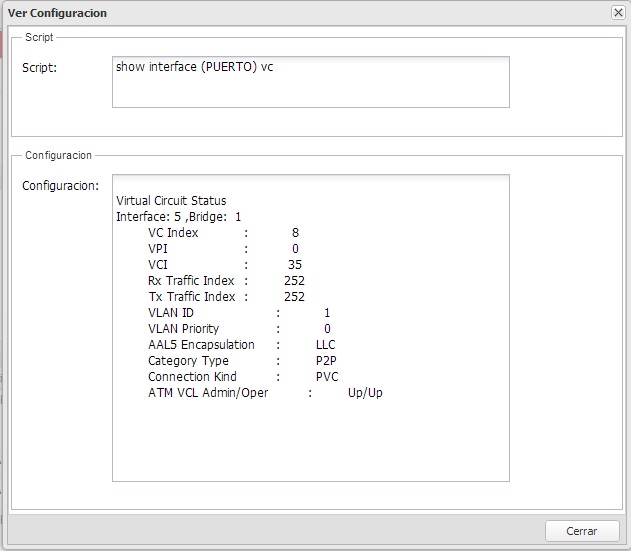 Ver Configuracion
Script
Script:
show interface (PUERTO) vc
Configuracion
Configuracion:
Virtual Circuit Status
Interface: 5 ,Bridge: 1
VC Index : 8
VPI : 0
VCI : 35
Rx Traffic Index : 252
Tx Traffic Index : 252
VLAN ID : 1
VLAN Priority : 0
AAL5 Encapsulation : LLC
Category Type : P2P
Connection Kind : PVC
ATM VCL Admin/Oper : Up/Up
Cerrar